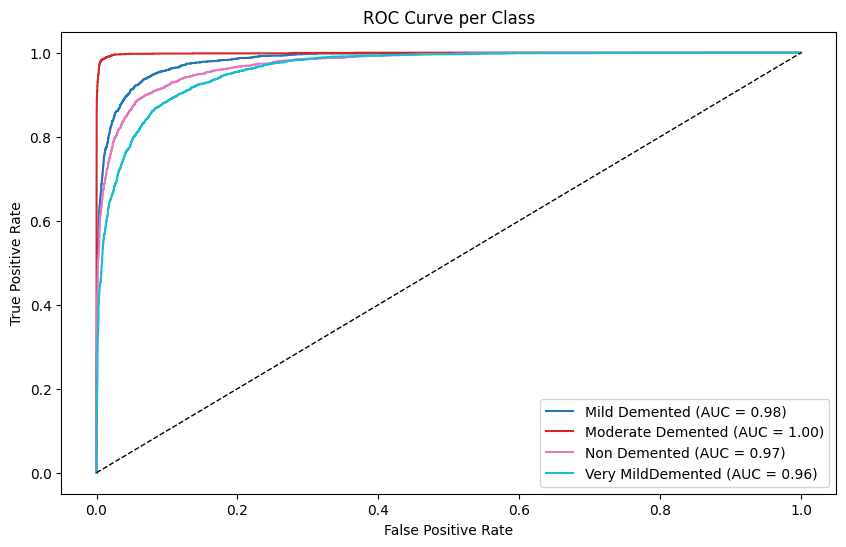 ROC Curve per Class
True Positive Rate
1.0
0.8
0.6
0.4
0.2
0.0
Mild Demented (AUC = 0.98)
Moderate Demented (AUC = 1.00)
Non Demented (AUC = 0.97)
Very MildDemented (AUC = 0.96)
0.0 0.2 0.4 0.6 0.8 1.0
False Positive Rate